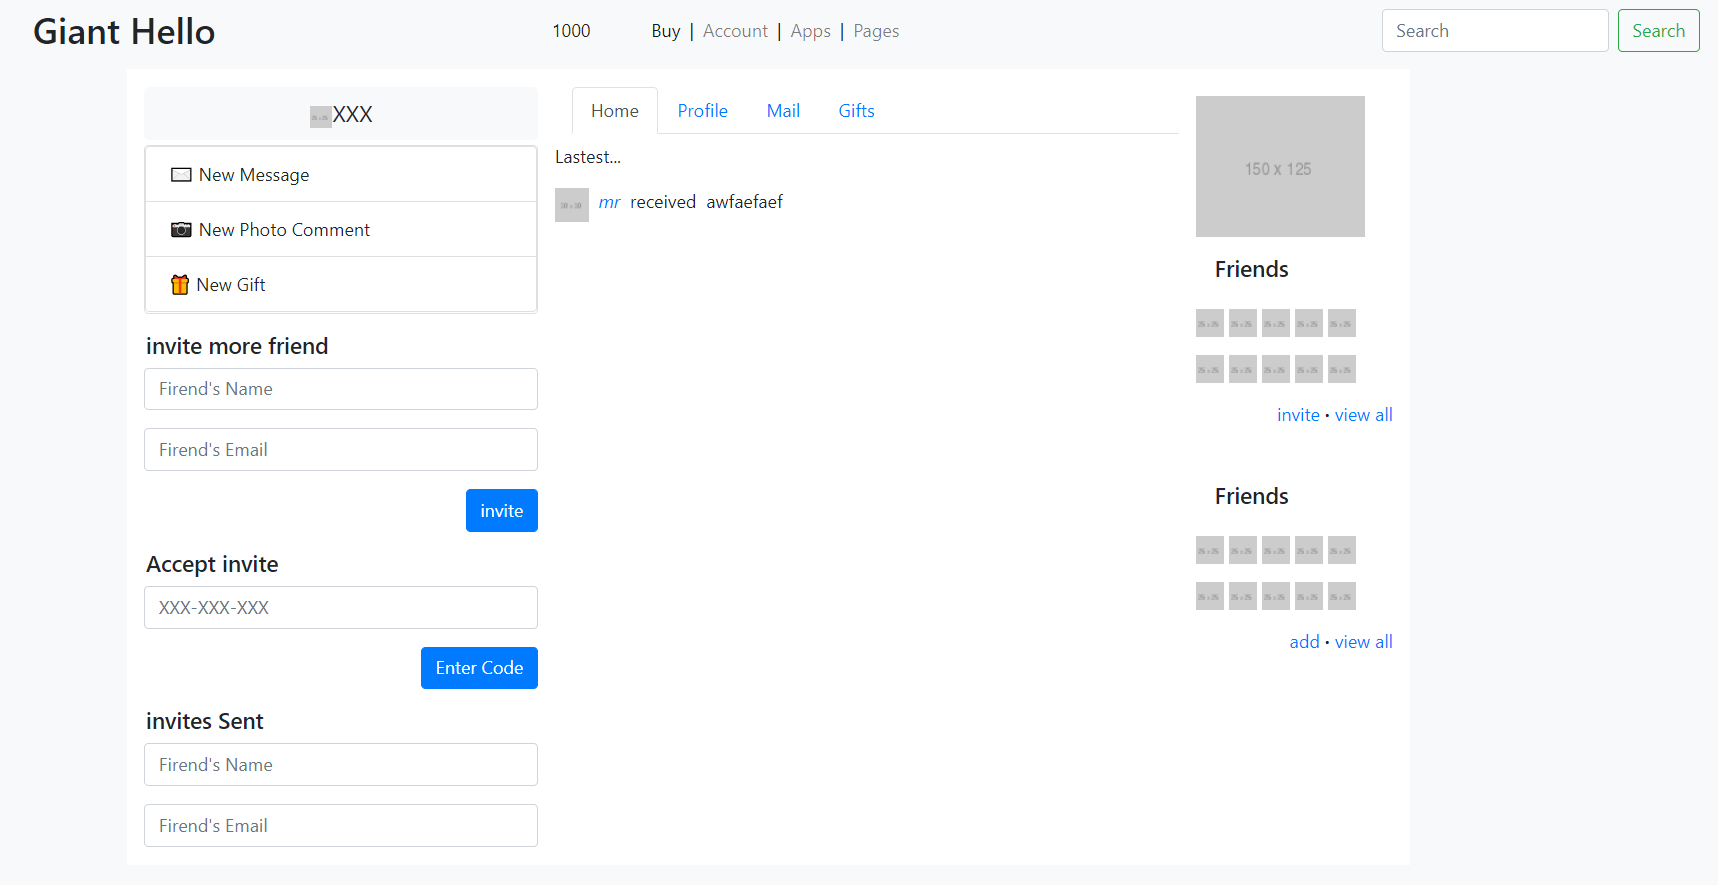 Giant Hello
1000
Buy | Account | Apps | Pages
Search
Search
XXX
New Message
New Photo Comment
New Gift
invite more friend
Firend's Name
Firend's Email
invite
Accept invite
XXX-XXX-XXX
Enter Code
invites Sent
Firend's Name
Firend's Email
Home
Profile
Mail
Gifts
Lastest...
mr received awfaefaef
150 x 125
Friends
invite • view all
Friends
add • view all